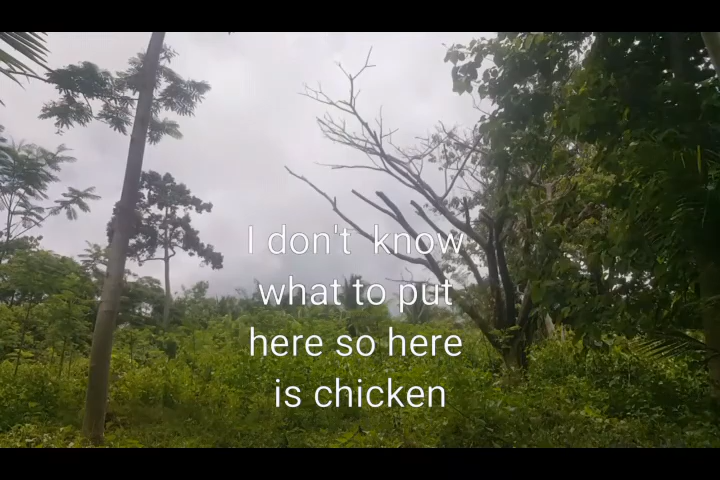 I don't  know
what to put
here so here
is chicken